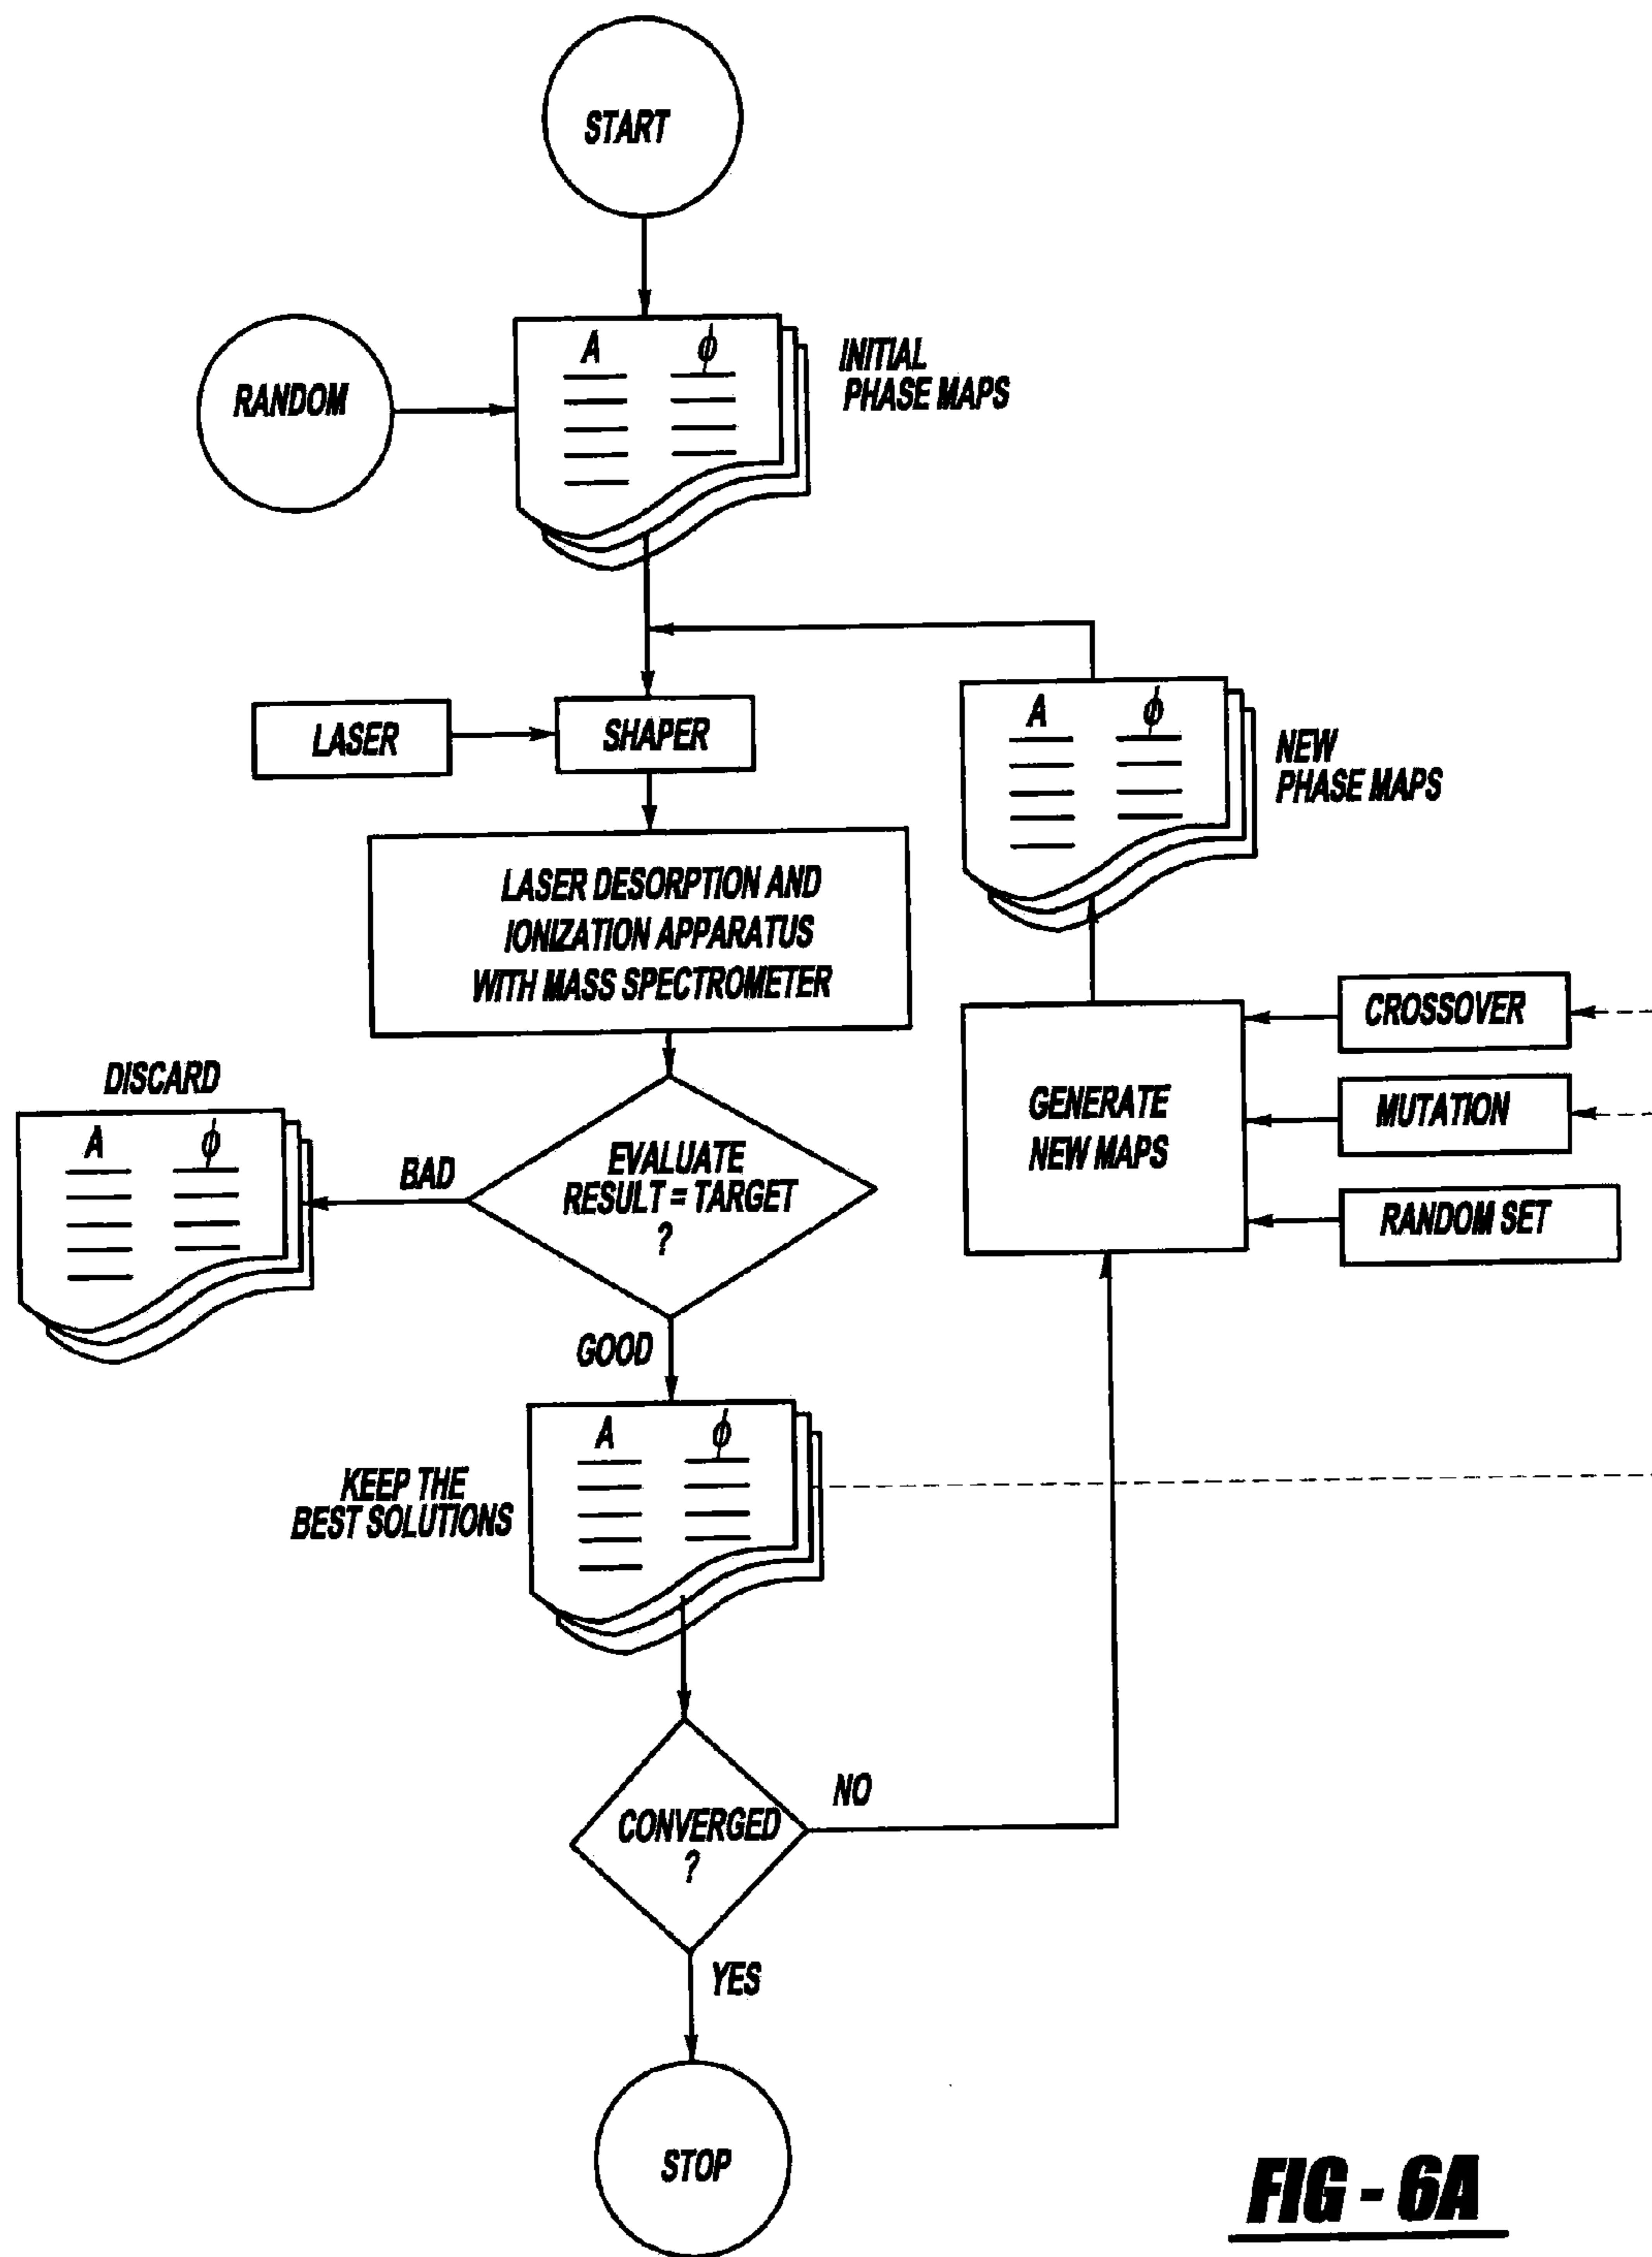 START
RANDOM
A φ
INITIAL
PHASE MAPS
LASER
SHAPER
A φ
NEW
PHASE MAPS
LASER DESORPTION AND
IONIZATION APPARATUS
WITH MASS SPECTROMETER
CROSSOVER
MUTATION
RANDOM SET
GENERATE
NEW MAPS
DISCARD
A φ
BAD
EVALUATE
RESULT = TARGET
?
GOOD
A φ
KEEP THE
BEST SOLUTIONS
CONVERGED
?
NO
YES
STOP
FIG - 6A